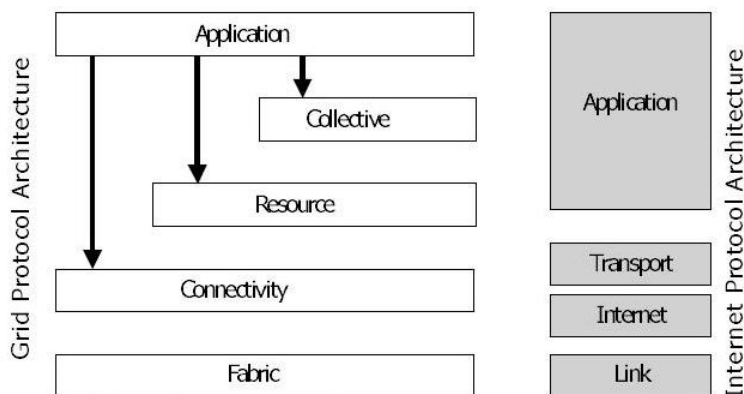 Grid Protocol Architecture
Application
Collective
Resource
Connectivity
Fabric
Application
Transport
Internet
Link
Internet Protocol Architecture